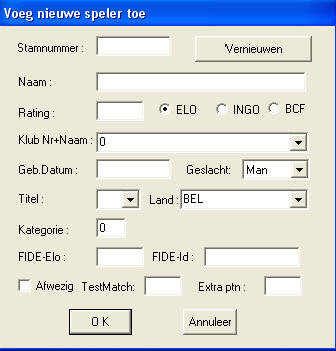 Voeg nieuwe speler toe
Stamnummer : 'Vernieuwen
Naam :
Rating : ELO INGO BCF
Klub Nr+Naam : 0
Geb.Datum : Geslacht: Man
Titel : Land : BEL
Kategorie : 0
FIDE-Elo : FIDE-Id :
Afwezig TestMatch: Extra ptn :
O K Annuleer